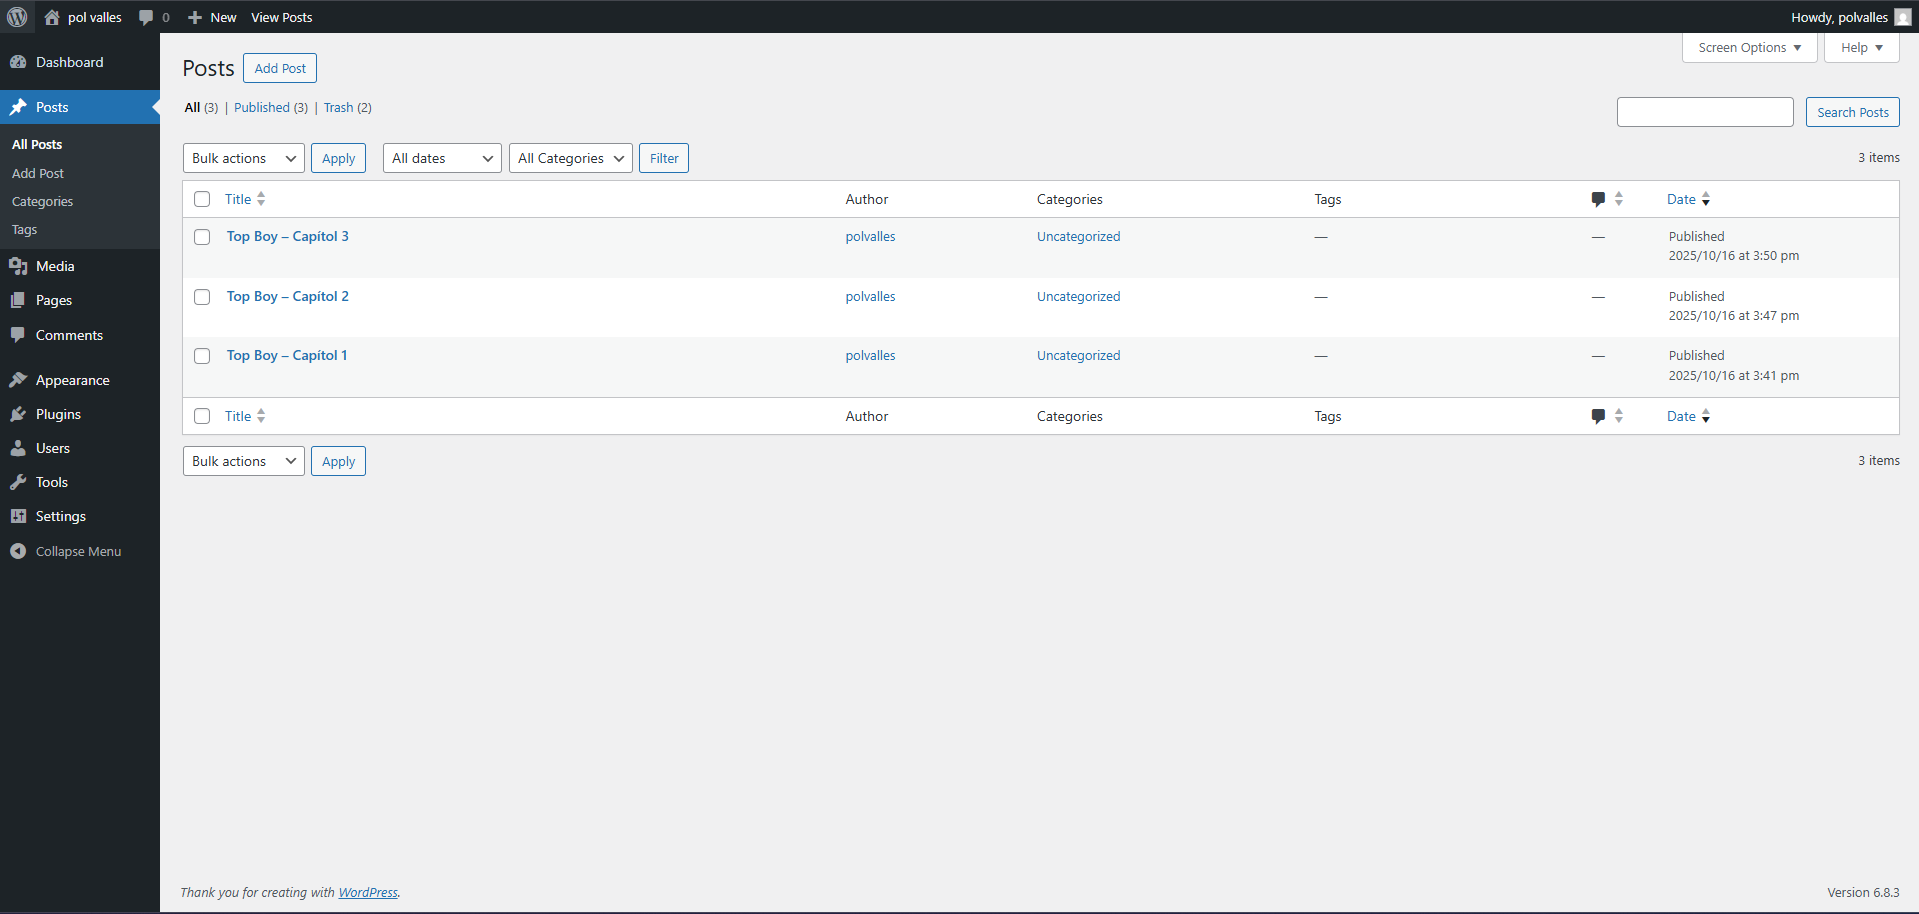 pol valles 0 New View Posts Howdy, polvalles
Screen Options Help
Dashboard
Posts
All Posts
Add Post
Categories
Tags
Media
Pages
Comments
Appearance
Plugins
Users
Tools
Settings
Collapse Menu
Posts Add Post
All (3) | Published (3) | Trash (2)
Search Posts
Bulk actions Apply All dates All Categories Filter 3 items
Title Author Categories Tags Date
Top Boy – Capítol 3 polvalles Uncategorized — — Published
2025/10/16 at 3:50 pm
Top Boy – Capítol 2 polvalles Uncategorized — — Published
2025/10/16 at 3:47 pm
Top Boy – Capítol 1 polvalles Uncategorized — — Published
2025/10/16 at 3:41 pm
Title Author Categories Tags Date
Bulk actions Apply 3 items
Thank you for creating with WordPress. Version 6.8.3